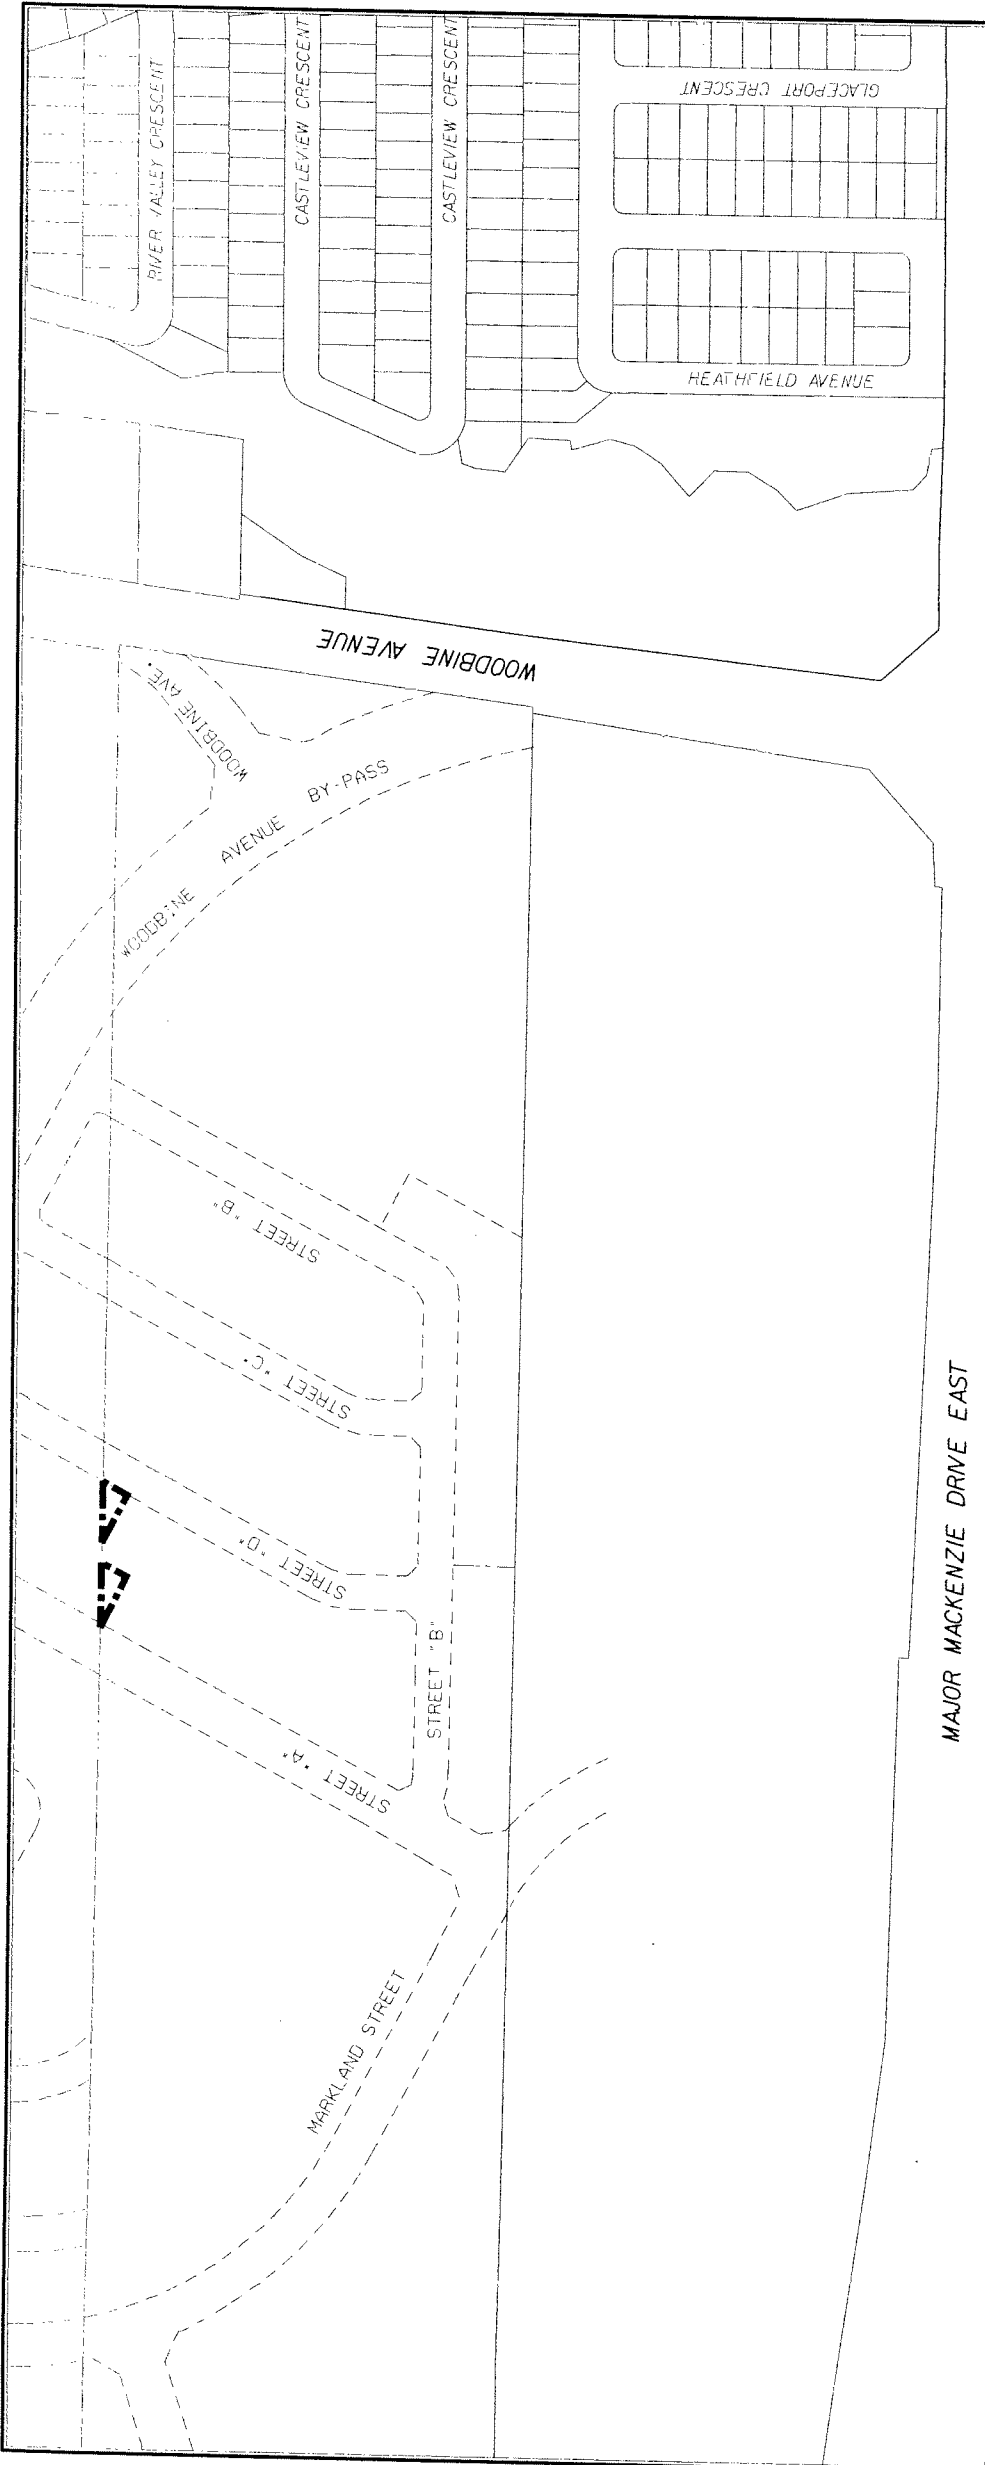 RIVER VALLEY CRESCENT
CASTLEVIEW CRESCENT
CASTLEVIEW CRESCENT
GLACEPORT CRESCENT
HEATHFIELD AVENUE
WOODBINE AVENUE
WOODBINE AVE.
WOODBINE AVENUE BY-PASS
STREET "B"
STREET "C"
STREET "D"
STREET "B"
STREET "A"
MARKLAND STREET
MAJOR MACKENZIE DRIVE EAST